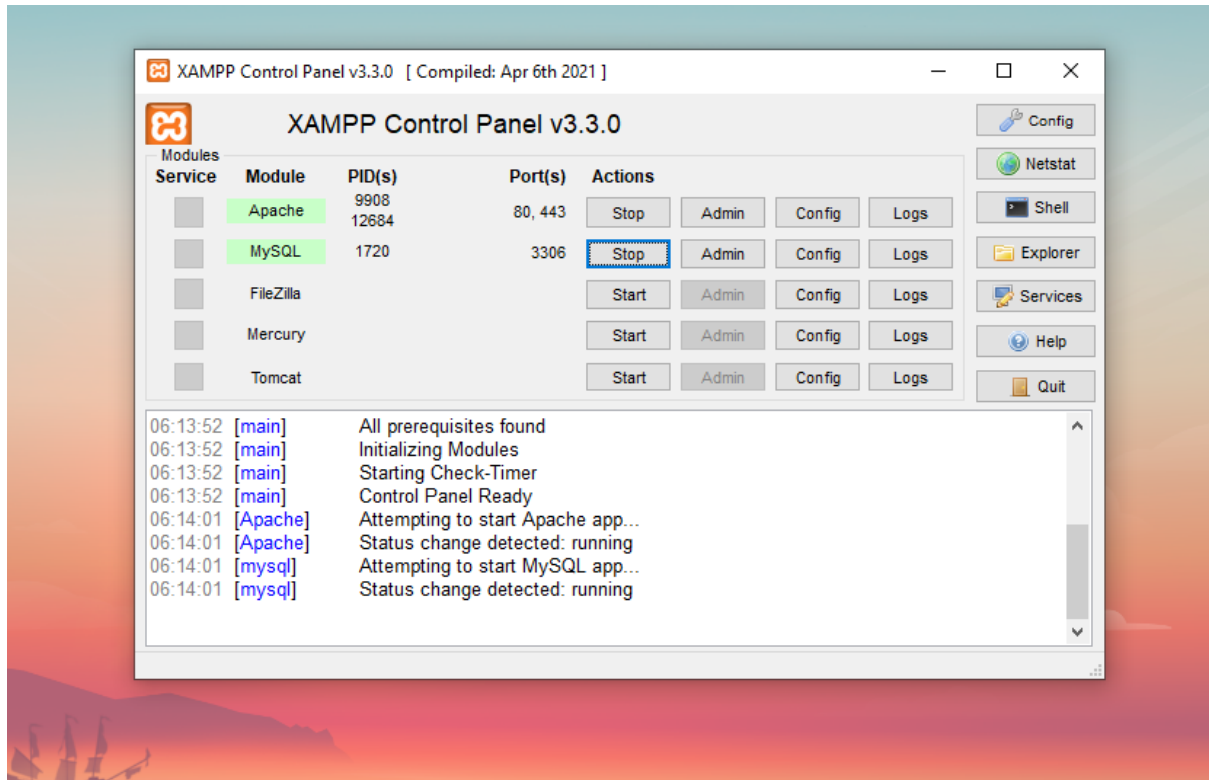 XAMPP Control Panel v3.3.0 [ Compiled: Apr 6th 2021 ]
XAMPP Control Panel v3.3.0
Config
Modules
Netstat
Service Module PID(s) Port(s) Actions
Apache 9908 12684 80, 443 Stop Admin Config Logs
Shell
MySQL 1720 3306 Stop Admin Config Logs
Explorer
FileZilla Start Admin Config Logs
Services
Mercury Start Admin Config Logs
Help
Tomcat Start Admin Config Logs
Quit
06:13:52 [main] All prerequisites found
06:13:52 [main] Initializing Modules
06:13:52 [main] Starting Check-Timer
06:13:52 [main] Control Panel Ready
06:14:01 [Apache] Attempting to start Apache app...
06:14:01 [Apache] Status change detected: running
06:14:01 [mysql] Attempting to start MySQL app...
06:14:01 [mysql] Status change detected: running